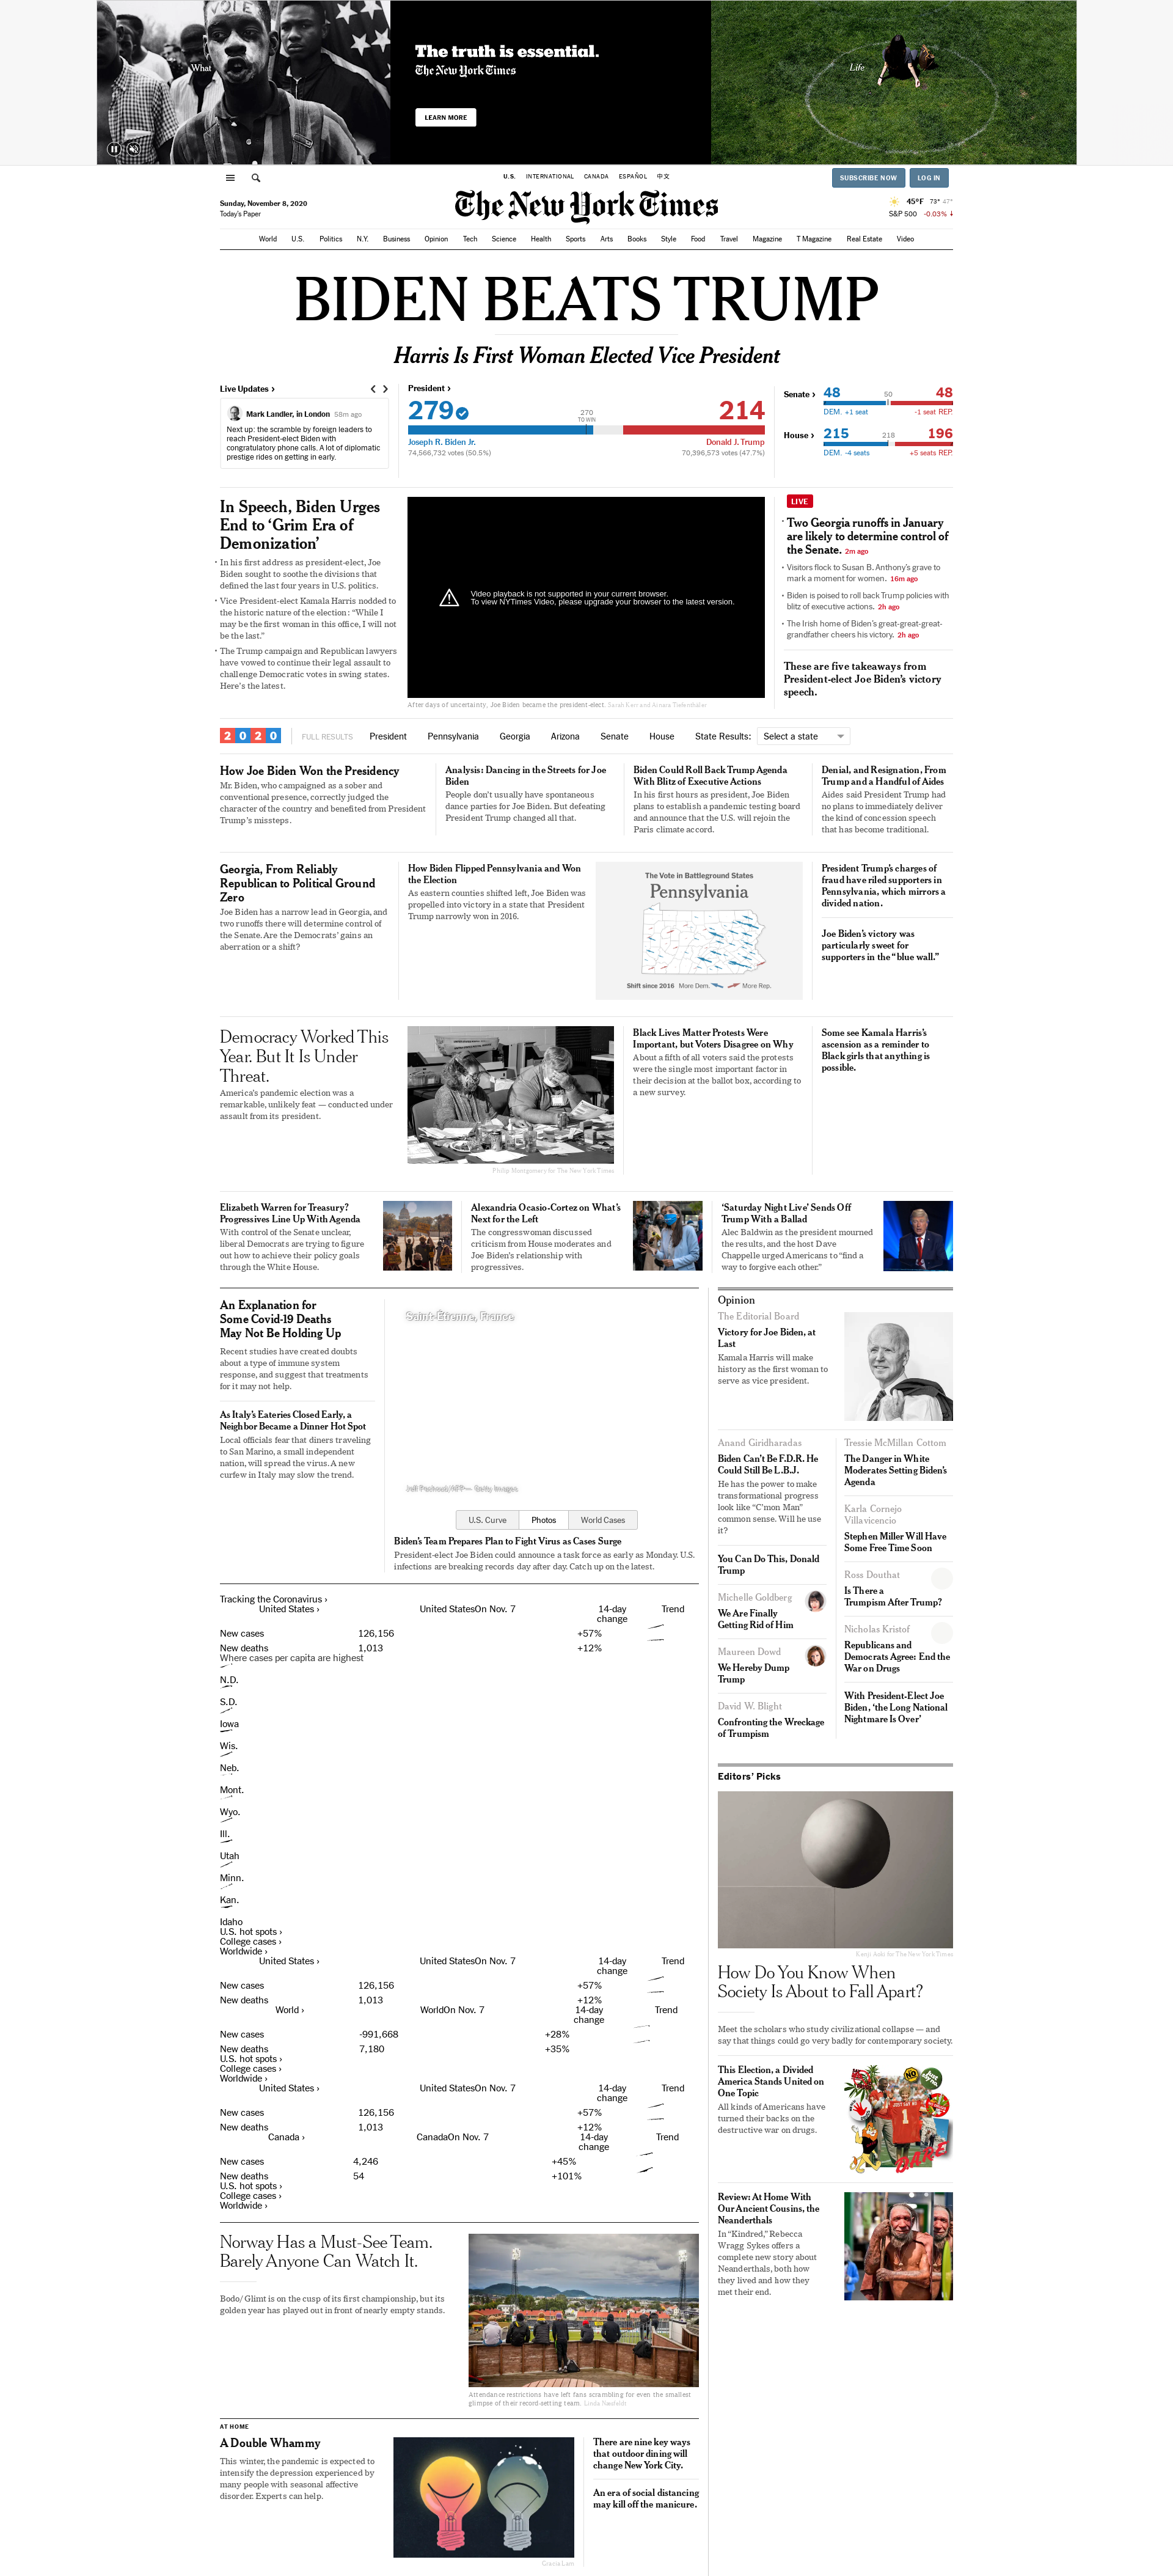 What
VOTE
The truth is essential.
The New York Times
LEARN MORE
Life
U.S.
INTERNATIONAL
CANADA
ESPAÑOL
中文
SUBSCRIBE NOW
LOG IN
Sunday, November 8, 2020
Today's Paper
The New York Times
45°F 73° 47°
S&P 500 -0.03%
World U.S. Politics N.Y. Business Opinion Tech Science Health Sports Arts Books Style Food Travel Magazine T Magazine Real Estate Video
BIDEN BEATS TRUMP
Harris Is First Woman Elected Vice President
Live Updates ›
Mark Landler, in London 58m ago
Next up: the scramble by foreign leaders to
reach President-elect Biden with
congratulatory phone calls. A lot of diplomatic
prestige rides on getting in early.
President ›
279
270
TO WIN
214
Joseph R. Biden Jr.
Donald J. Trump
74,566,732 votes (50.5%)
70,396,573 votes (47.7%)
Senate ›
48
50
48
DEM. +1 seat
-1 seat REP.
House ›
215
218
196
DEM. -4 seats
+5 seats REP.
In Speech, Biden Urges
End to ‘Grim Era of
Demonization’
In his first address as president-elect, Joe
Biden sought to soothe the divisions that
defined the last four years in U.S. politics.
Vice President-elect Kamala Harris nodded to
the historic nature of the election: “While I
may be the first woman in this office, I will not
be the last.”
The Trump campaign and Republican lawyers
have vowed to continue their legal assault to
challenge Democratic votes in swing states.
Here’s the latest.
Video playback is not supported in your current browser.
To view NYTimes Video, please upgrade your browser to the latest version.
After days of uncertainty, Joe Biden became the president-elect. Sarah Kerr and Ainara Tiefenthäler
LIVE
Two Georgia runoffs in January
are likely to determine control of
the Senate. 2m ago
Visitors flock to Susan B. Anthony’s grave to
mark a moment for women. 16m ago
Biden is poised to roll back Trump policies with
blitz of executive actions. 2h ago
The Irish home of Biden’s great-great-great-
grandfather cheers his victory. 2h ago
These are five takeaways from
President-elect Joe Biden’s victory
speech.
2020
FULL RESULTS
President
Pennsylvania
Georgia
Arizona
Senate
House
State Results:
Select a state
How Joe Biden Won the Presidency
Mr. Biden, who campaigned as a sober and
conventional presence, correctly judged the
character of the country and benefited from President
Trump’s missteps.
Analysis: Dancing in the Streets for Joe
Biden
People don’t usually have spontaneous
dance parties for Joe Biden. But defeating
President Trump changed all that.
Biden Could Roll Back Trump Agenda
With Blitz of Executive Actions
In his first hours as president, Joe Biden
plans to establish a pandemic testing board
and announce that the U.S. will rejoin the
Paris climate accord.
Denial, and Resignation, From
Trump and a Handful of Aides
Aides said President Trump had
no plans to immediately deliver
the kind of concession speech
that has become traditional.
Georgia, From Reliably
Republican to Political Ground
Zero
Joe Biden has a narrow lead in Georgia, and
two runoffs there will determine control of
the Senate. Are the Democrats’ gains an
aberration or a shift?
How Biden Flipped Pennsylvania and Won
the Election
As eastern counties shifted left, Joe Biden was
propelled into victory in a state that President
Trump narrowly won in 2016.
The Vote in Battleground States
Pennsylvania
Shift since 2016 More Dem. More Rep.
President Trump’s charges of
fraud have riled supporters in
Pennsylvania, which mirrors a
divided nation.
Joe Biden’s victory was
particularly sweet for
supporters in the “blue wall.”
Democracy Worked This
Year. But It Is Under
Threat.
America’s pandemic election was a
remarkable, unlikely feat — conducted under
assault from its president.
Philip Montgomery for The New York Times
Black Lives Matter Protests Were
Important, but Voters Disagree on Why
About a fifth of all voters said the protests
were the single most important factor in
their decision at the ballot box, according to
a new survey.
Some see Kamala Harris’s
ascension as a reminder to
Black girls that anything is
possible.
Elizabeth Warren for Treasury?
Progressives Line Up With Agenda
With control of the Senate unclear,
liberal Democrats are trying to figure
out how to achieve their policy goals
through the White House.
Alexandria Ocasio-Cortez on What’s
Next for the Left
The congresswoman discussed
criticism from House moderates and
Joe Biden’s relationship with
progressives.
‘Saturday Night Live’ Sends Off
Trump With a Ballad
Alec Baldwin as the president mourned
the results, and the host Dave
Chappelle urged Americans to “find a
way to forgive each other.”
An Explanation for
Some Covid-19 Deaths
May Not Be Holding Up
Recent studies have created doubts
about a type of immune system
response, and suggest that treatments
for it may not help.
As Italy’s Eateries Closed Early, a
Neighbor Became a Dinner Hot Spot
Local officials fear that diners traveling
to San Marino, a small independent
nation, will spread the virus. A new
curfew in Italy may slow the trend.
Saint-Étienne, France
Jeff Pachoud/AFP — Getty Images
U.S. Curve
Photos
World Cases
Biden’s Team Prepares Plan to Fight Virus as Cases Surge
President-elect Joe Biden could announce a task force as early as Monday. U.S.
infections are breaking records day after day. Catch up on the latest.
Tracking the Coronavirus ›
United States › United StatesOn Nov. 7 14-day Trend
change
New cases 126,156 +57%
New deaths 1,013 +12%
Where cases per capita are highest
N.D.
S.D.
Iowa
Wis.
Neb.
Mont.
Wyo.
Ill.
Utah
Minn.
Kan.
Idaho
U.S. hot spots ›
College cases ›
Worldwide ›
United States › United StatesOn Nov. 7 14-day Trend
change
New cases 126,156 +57%
New deaths 1,013 +12%
World › WorldOn Nov. 7 14-day Trend
change
New cases -991,668 +28%
New deaths 7,180 +35%
U.S. hot spots ›
College cases ›
Worldwide ›
United States › United StatesOn Nov. 7 14-day Trend
change
New cases 126,156 +57%
New deaths 1,013 +12%
Canada › CanadaOn Nov. 7 14-day Trend
change
New cases 4,246 +45%
New deaths 54 +101%
U.S. hot spots ›
College cases ›
Worldwide ›
Norway Has a Must-See Team.
Barely Anyone Can Watch It.
Bodo/Glimt is on the cusp of its first championship, but its
golden year has played out in front of nearly empty stands.
Attendance restrictions have left fans scrambling for even the smallest
glimpse of their record-setting team. Linda Næsfeldt
AT HOME
A Double Whammy
This winter, the pandemic is expected to
intensify the depression experienced by
many people with seasonal affective
disorder. Experts can help.
Gracia Lam
There are nine key ways
that outdoor dining will
change New York City.
An era of social distancing
may kill off the manicure.
Opinion
The Editorial Board
Victory for Joe Biden, at
Last
Kamala Harris will make
history as the first woman to
serve as vice president.
Anand Giridharadas
Biden Can’t Be F.D.R. He
Could Still Be L.B.J.
He has the power to make
transformational progress
look like “C’mon Man”
common sense. Will he use
it?
You Can Do This, Donald
Trump
Michelle Goldberg
We Are Finally
Getting Rid of Him
Maureen Dowd
We Hereby Dump
Trump
David W. Blight
Confronting the Wreckage
of Trumpism
Tressie McMillan Cottom
The Danger in White
Moderates Setting Biden’s
Agenda
Karla Cornejo
Villavicencio
Stephen Miller Will Have
Some Free Time Soon
Ross Douthat
Is There a
Trumpism After Trump?
Nicholas Kristof
Republicans and
Democrats Agree: End the
War on Drugs
With President-Elect Joe
Biden, ‘the Long National
Nightmare Is Over’
Editors’ Picks
Kenji Aoki for The New York Times
How Do You Know When
Society Is About to Fall Apart?
Meet the scholars who study civilizational collapse — and
say that things could go very badly for quite complex society.
This Election, a Divided
America Stands United on
One Topic
All kinds of Americans have
turned their backs on the
destructive war on drugs.
JUST SAY NO
1
DARE
Review: At Home With
Our Ancient Cousins, the
Neanderthals
In “Kindred,” Rebecca
Wragg Sykes offers a
complete new story about
Neanderthals, both how
they lived and how they
met their end.